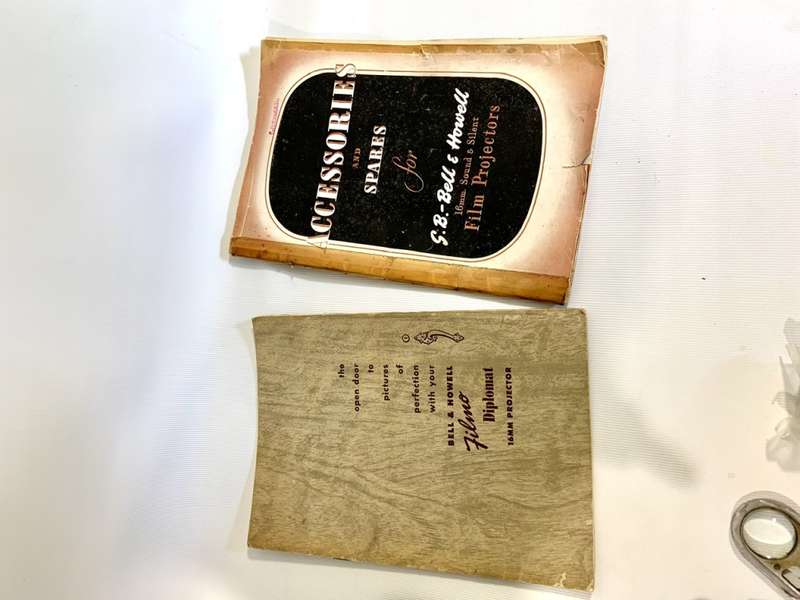 ACCESSORIES
AND
SPARES
for
G.B.-Bell & Howell
16mm. Sound & Silent
Film Projectors
the
open door
to
pictures
of
perfection
with your
BELL & HOWELL
Filmo
Diplomat
16MM PROJECTOR